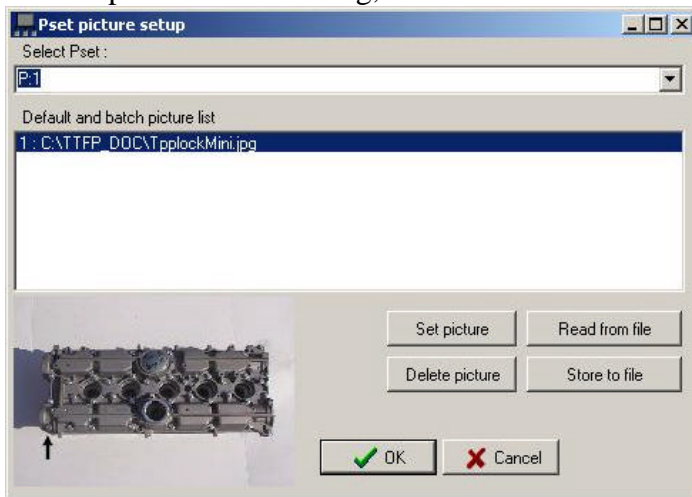 Pset picture setup
Select Pset :
P:1
Default and batch picture list
1 : C:\TTFP_DOC\TpplockMini.jpg
Set picture
Read from file
Delete picture
Store to file
OK
Cancel